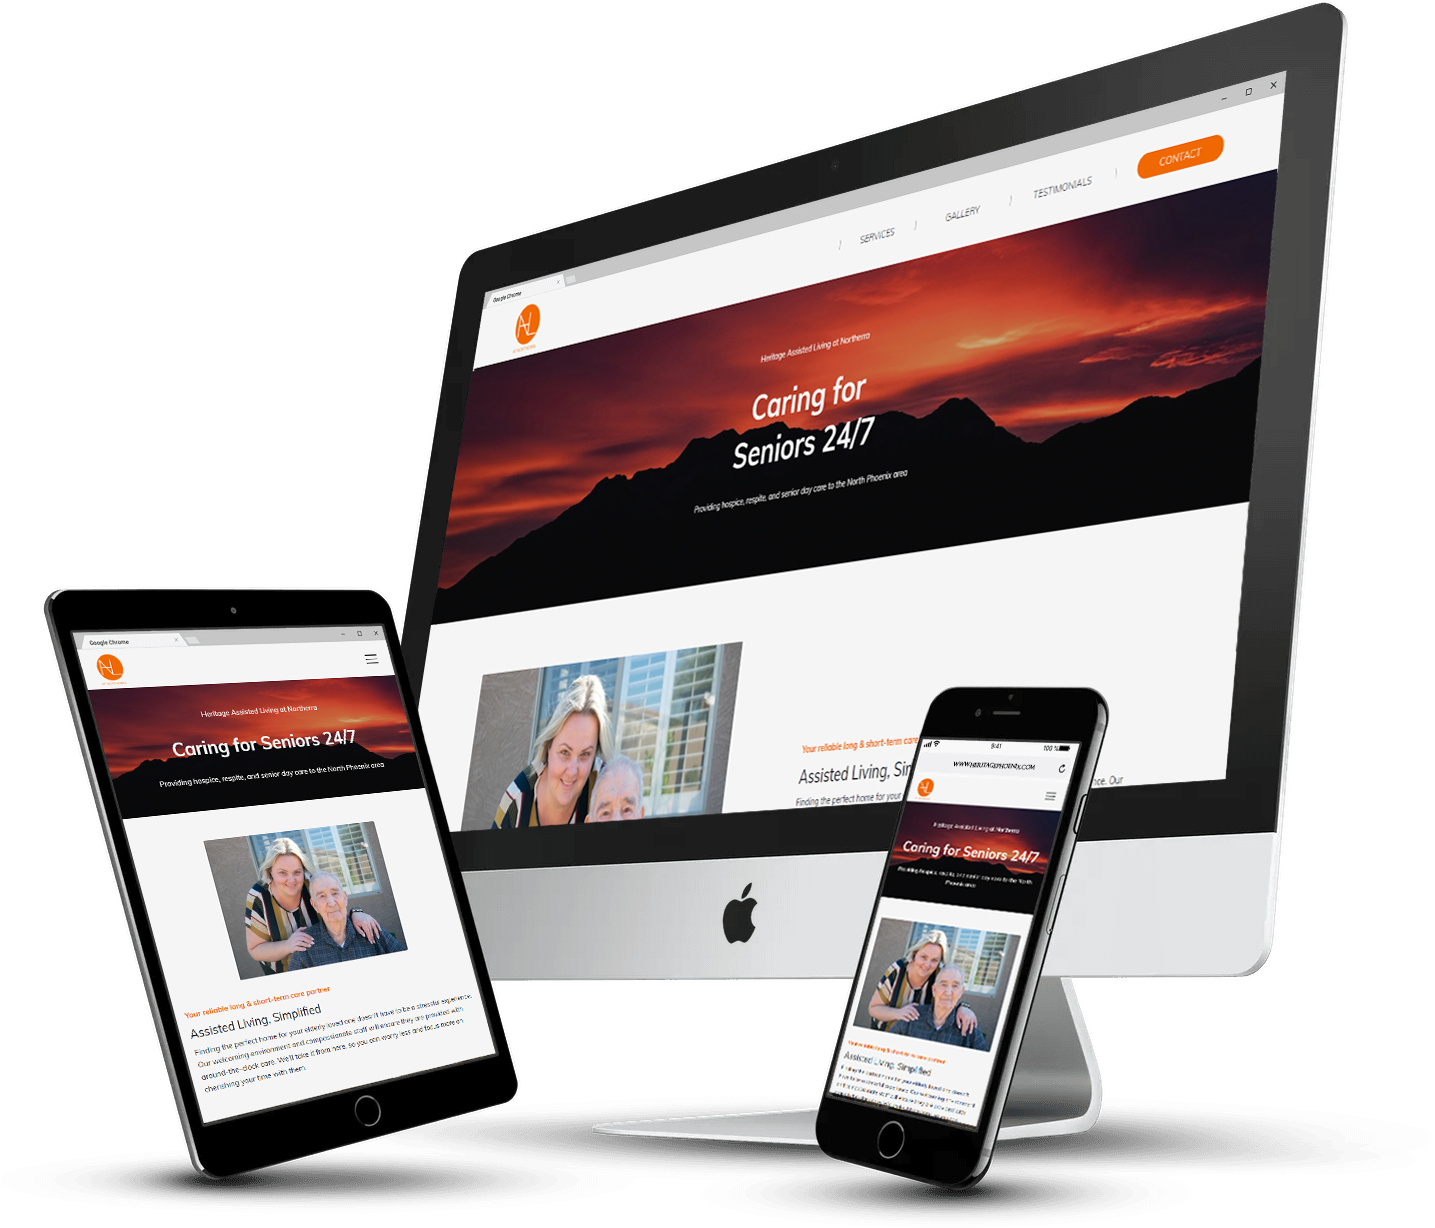 Google Chrome
SERVICES
GALLERY
TESTIMONIALS
CONTACT
Heritage Assisted Living at Northerra
Caring for
Seniors 24/7
Providing hospice, respite, and senior day care to the North Phoenix area
Your reliable long & short-term care
Assisted Living, Sim
Finding the perfect home for your
nce. Our
Google Chrome
Heritage Assisted Living at Northerra
Caring for Seniors 24/7
Providing hospice, respite, and senior day care to the North Phoenix area
Your reliable long & short-term care partner
Assisted Living, Simplified
Finding the perfect home for your elderly loved one doesn't have to be a stressful experience.
Our welcoming environment and compassionate staff will ensure they are provided with
around-the-clock care. We'll take it from here, so you can worry less and focus more on
cherishing your time with them.
9:41
100 %
WWW.HERITAGEPHOENIX.COM
Heritage Assisted Living at Northerra
Caring for Seniors 24/7
Providing hospice, respite, and senior day care to the North
Phoenix area
Your reliable long & short-term care partner
Assisted Living, Simplified